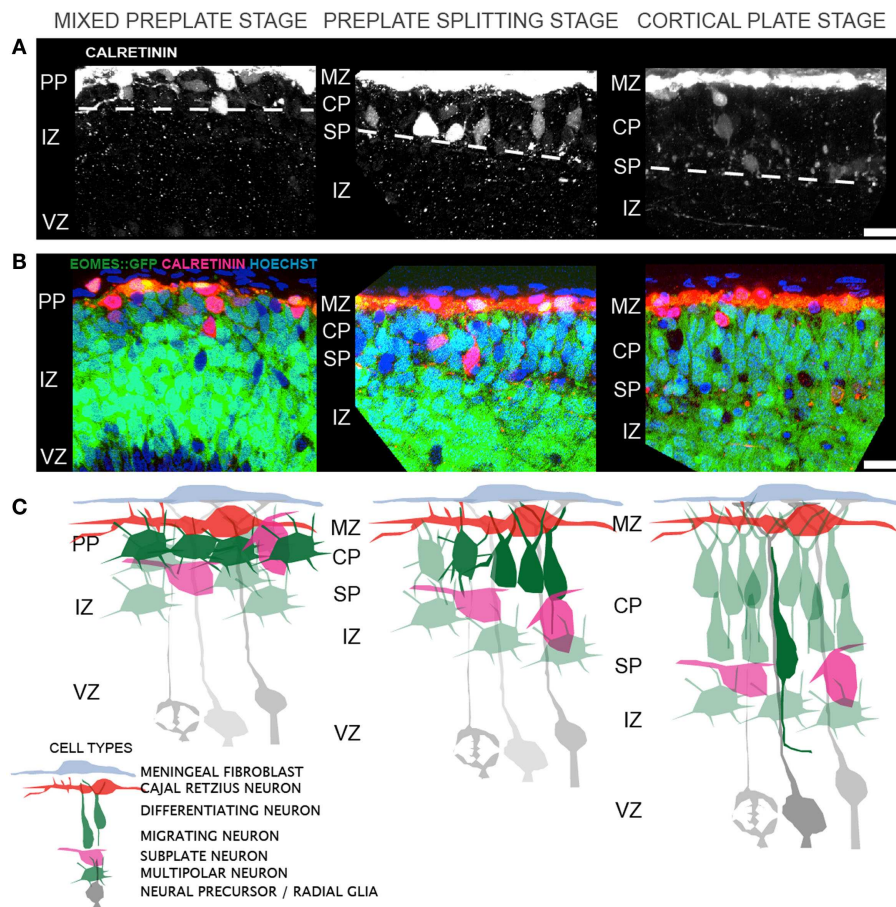 MIXED PREPLATE STAGE PREPLATE SPLITTING STAGE CORTICAL PLATE STAGE
A
CALRETININ
PP
IZ
VZ
MZ
CP
SP
IZ
MZ
CP
SP
IZ
B
EOMES::GFP CALRETININ HOECHST
PP
IZ
VZ
MZ
CP
SP
IZ
MZ
CP
SP
IZ
C
PP
IZ
VZ
MZ
CP
SP
IZ
VZ
MZ
CP
SP
IZ
VZ
CELL TYPES
MENINGEAL FIBROBLAST
CAJAL RETZIUS NEURON
DIFFERENTIATING NEURON
MIGRATING NEURON
SUBPLATE NEURON
MULTIPOLAR NEURON
NEURAL PRECURSOR / RADIAL GLIA